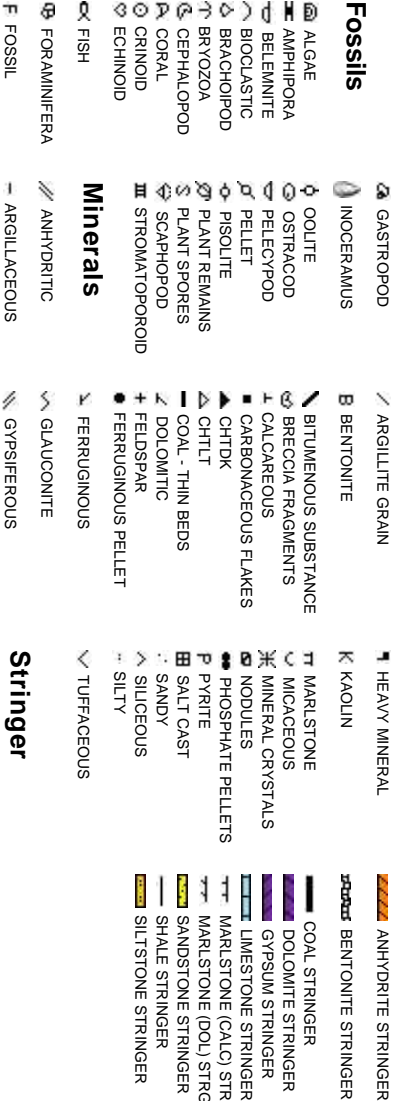 Fossils
ALGAE
AMPHIPORA
BELEMNITE
BIOCLASTIC
BRACHOIPOD
BRYOZOA
CEPHALOPOD
CORAL
CRINOID
ECHINOID
FISH
FORAMINIFERA
F FOSSIL
GASTROPOD
INOCERAMUS
OOLITE
OSTRACOD
PELECYPOD
PELLET
PISOLITE
PLANT REMAINS
PLANT SPORES
SCAPHOPOD
STROMATOPOROID
Minerals
ANHYDRITIC
ARGILLACEOUS
ARGILLITE GRAIN
B BENTONITE
BITUMENOUS SUBSTANCE
BRECCIA FRAGMENTS
CALCAREOUS
CARBONACEOUS FLAKES
CHTDK
CHTLT
COAL - THIN BEDS
DOLOMITIC
FELDSPAR
FERRUGINOUS PELLET
FERRUGINOUS
GLAUCONITE
GYPSIFEROUS
HEAVY MINERAL
K KAOLIN
MARLSTONE
MICACEOUS
MINERAL CRYSTALS
NODULES
PHOSPHATE PELLETS
P PYRITE
SALT CAST
SANDY
SILICEOUS
SILTY
TUFFACEOUS
Stringer
ANHYDRITE STRINGER
BENTONITE STRINGER
COAL STRINGER
DOLOMITE STRINGER
GYPSUM STRINGER
LIMESTONE STRINGER
MARLSTONE (CALC) STR
MARLSTONE (DOL) STRG
SANDSTONE STRINGER
SHALE STRINGER
SILTSTONE STRINGER